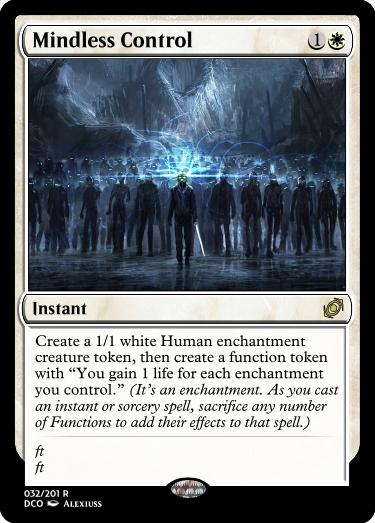 Mindless Control 1
Instant
Create a 1/1 white Human enchantment
creature token, then create a function token
with “You gain 1 life for each enchantment
you control.” (It’s an enchantment. As you cast
an instant or sorcery spell, sacrifice any number
of Functions to add their effects to that spell.)
ft
ft
032/201 R
DCO Alexiuss